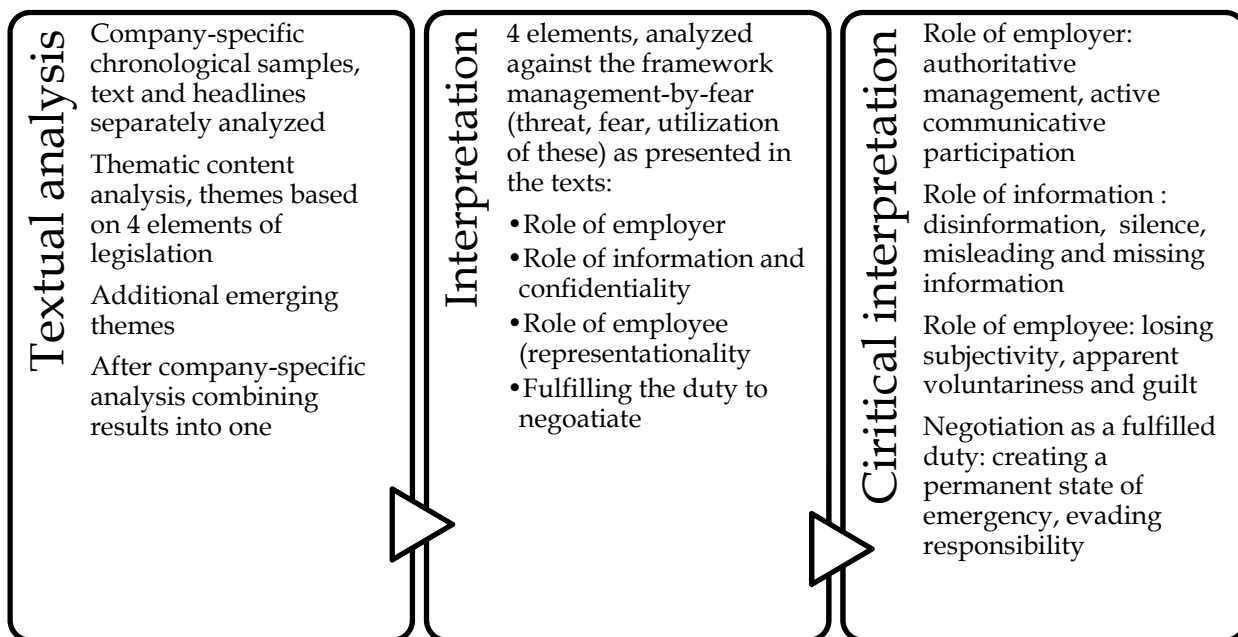 Textual analysis
Company-specific
chronological samples,
text and headlines
separately analyzed
Thematic content
analysis, themes based
on 4 elements of
legislation
Additional emerging
themes
After company-specific
analysis combining
results into one
Interpretation
4 elements, analyzed
against the framework
management-by-fear
(threat, fear, utilization
of these) as presented in
the texts:
•Role of employer
•Role of information and
confidentiality
•Role of employee
(representationality
•Fulfilling the duty to
negoatiate
Ciritical interpretation
Role of employer:
authoritative
management, active
communicative
participation
Role of information :
disinformation, silence,
misleading and missing
information
Role of employee: losing
subjectivity, apparent
voluntariness and guilt
Negotiation as a fulfilled
duty: creating a
permanent state of
emergency, evading
responsibility